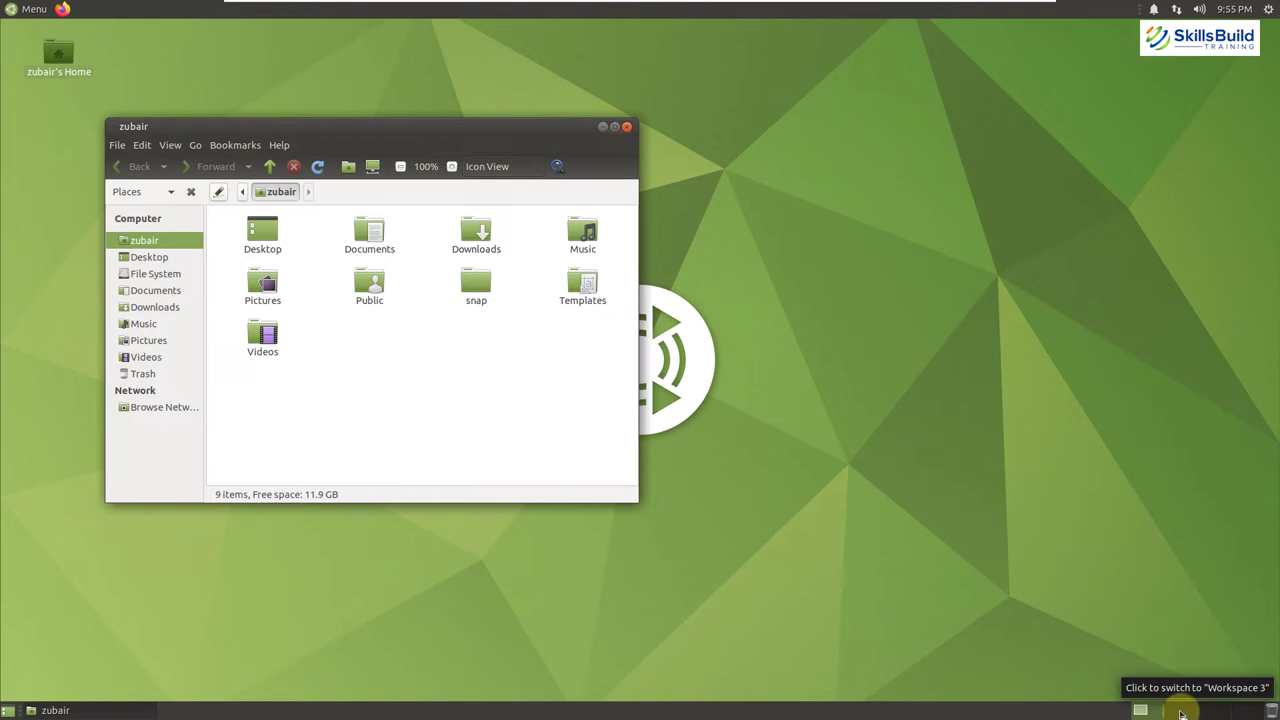 Menu
9:55 PM
SkillsBuild
TRAINING
zubair's Home
zubair
File Edit View Go Bookmarks Help
Back Forward 100% Icon View
Places zubair
Computer
zubair
Desktop
File System
Documents
Downloads
Music
Pictures
Videos
Trash
Network
Browse Netw...
Desktop Documents Downloads Music
Pictures Public snap Templates
Videos
9 items, Free space: 11.9 GB
Click to switch to "Workspace 3"
zubair